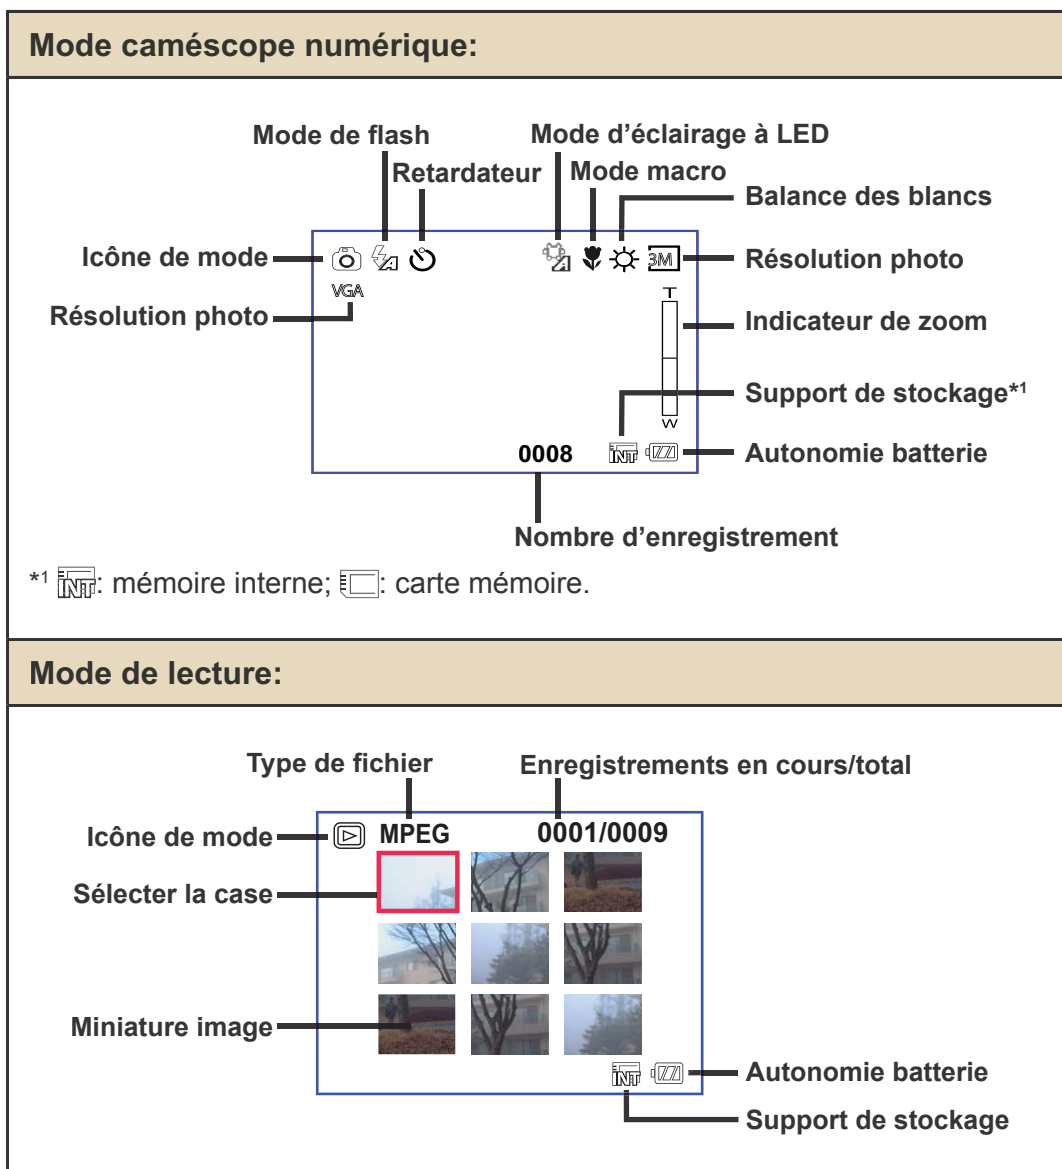 Mode caméscope numérique:
Mode de flash
Mode d'éclairage à LED
Retardateur
Mode macro
Balance des blancs
Icône de mode
3M
Résolution photo
VGA
Résolution photo
T
Indicateur de zoom
Support de stockage*1
W
0008
INT
Autonomie batterie
Nombre d'enregistrement
*1 INT: mémoire interne; : carte mémoire.
Mode de lecture:
Type de fichier
Enregistrements en cours/total
Icône de mode
MPEG
0001/0009
Sélecter la case
Miniature image
INT
Autonomie batterie
Support de stockage